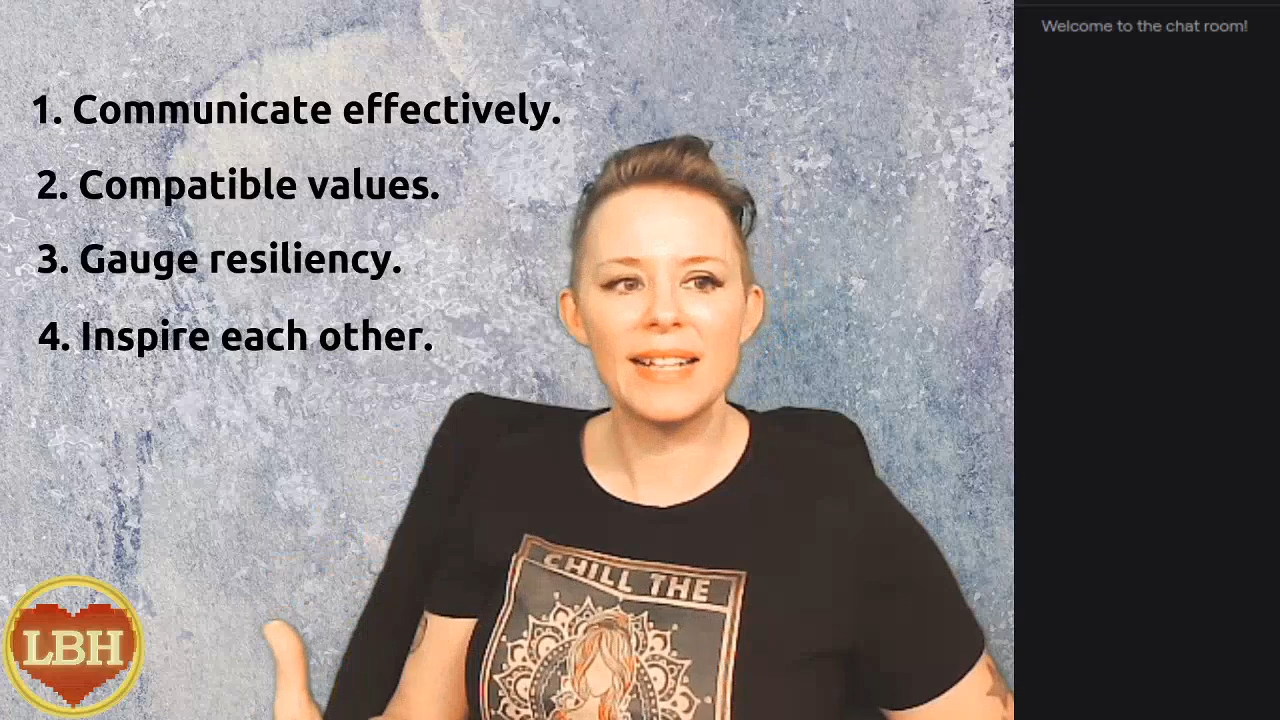 Welcome to the chat room!
1. Communicate effectively.
2. Compatible values.
3. Gauge resiliency.
4. Inspire each other.
CHILL THE
LBH